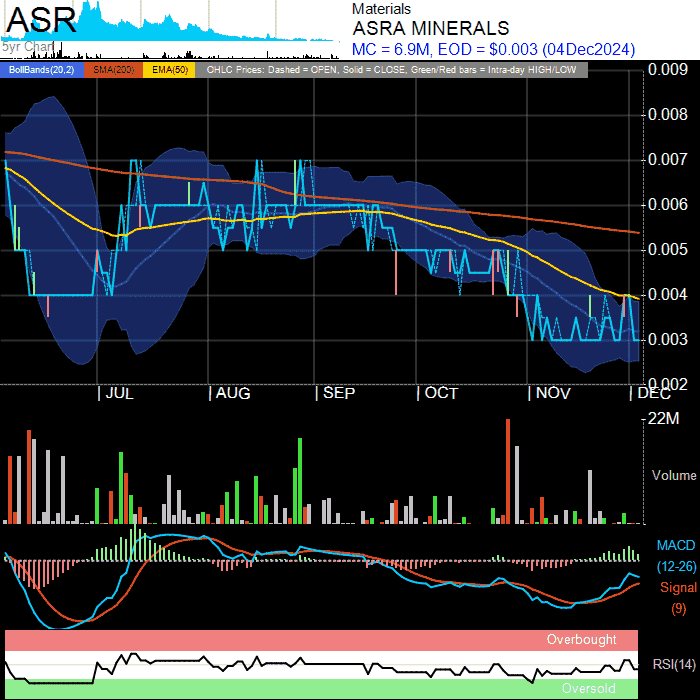 ASR
5yr Chart
Materials
ASRA MINERALS
MC = 6.9M, EOD = $0.003 (04Dec2024)
BollBands(20,2) SMA(200) EMA(50) OHLC Prices: Dashed = OPEN, Solid = CLOSE, Green/Red bars = Intra-day HIGH/LOW
0.009
0.008
0.007
0.006
0.005
0.004
0.003
0.002
JUL AUG SEP OCT NOV DEC
22M
Volume
MACD
(12-26)
Signal
(9)
Overbought
RSI(14)
Oversold